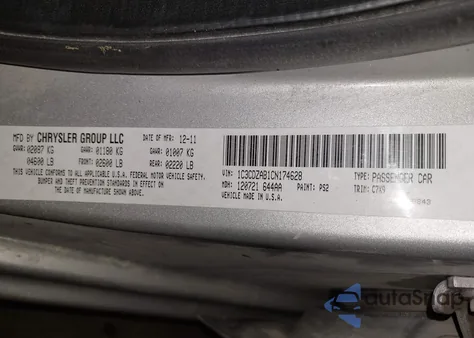 MFD BY CHRYSLER GROUP LLC DATE OF MFR: 12-11
GVWR: 02087 KG GAWR: 01180 KG GAWR: 01007 KG
04600 LB FRONT: 02600 LB REAR: 02220 LB
THIS VEHICLE CONFORMS TO ALL APPLICABLE U.S.A. FEDERAL MOTOR VEHICLE SAFETY,
BUMPER AND THEFT PREVENTION STANDARDS IN EFFECT ON
THE DATE OF MANUFACTURE SHOWN ABOVE.
VIN: 1C3CDZAB1CN174628 TYPE: PASSENGER CAR
MDH: 120721 644AA PAINT: PS2 TRIM:
VEHICLE MADE IN U.S.A.
autoSnap